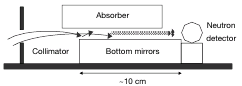 Absorber
Neutron
detector
Collimator
Bottom mirrors
~10 cm